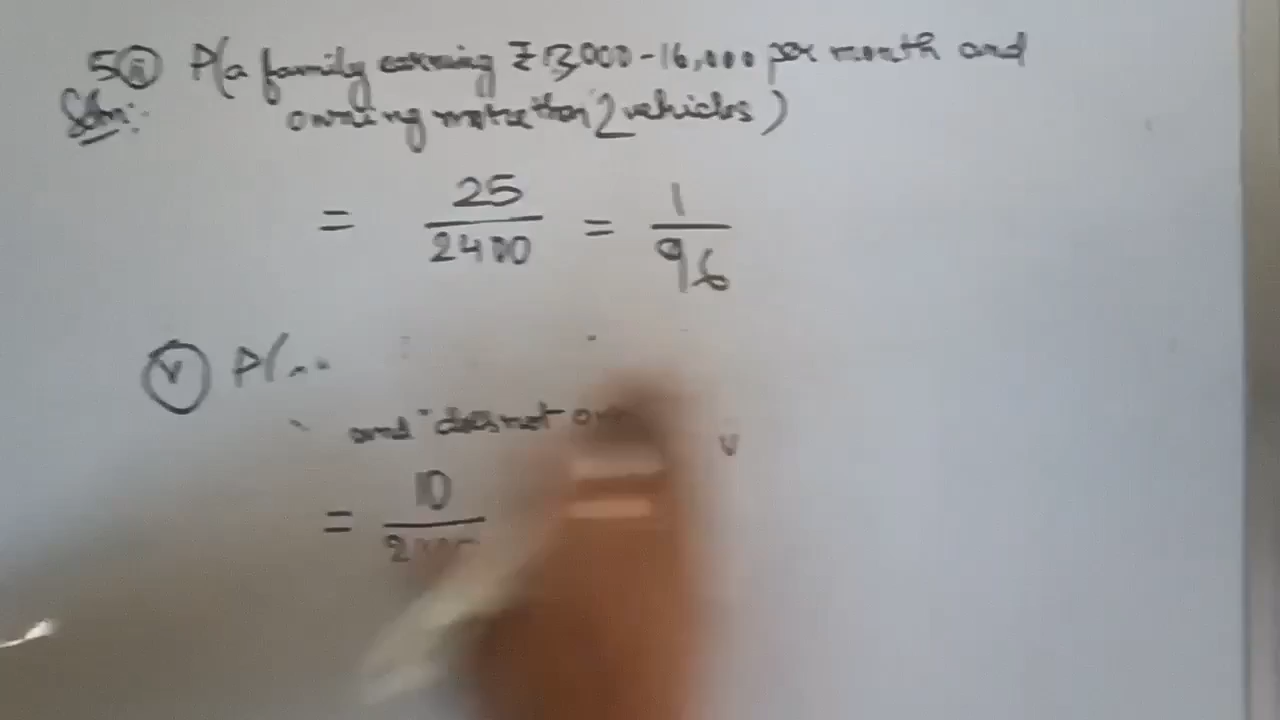 5 ii P(a family earning ₹13,000-16,000 per month and
Soln:- owning more than 2 vehicles)
= 25/2400 = 1/96
v P(..
and does not
= 10/